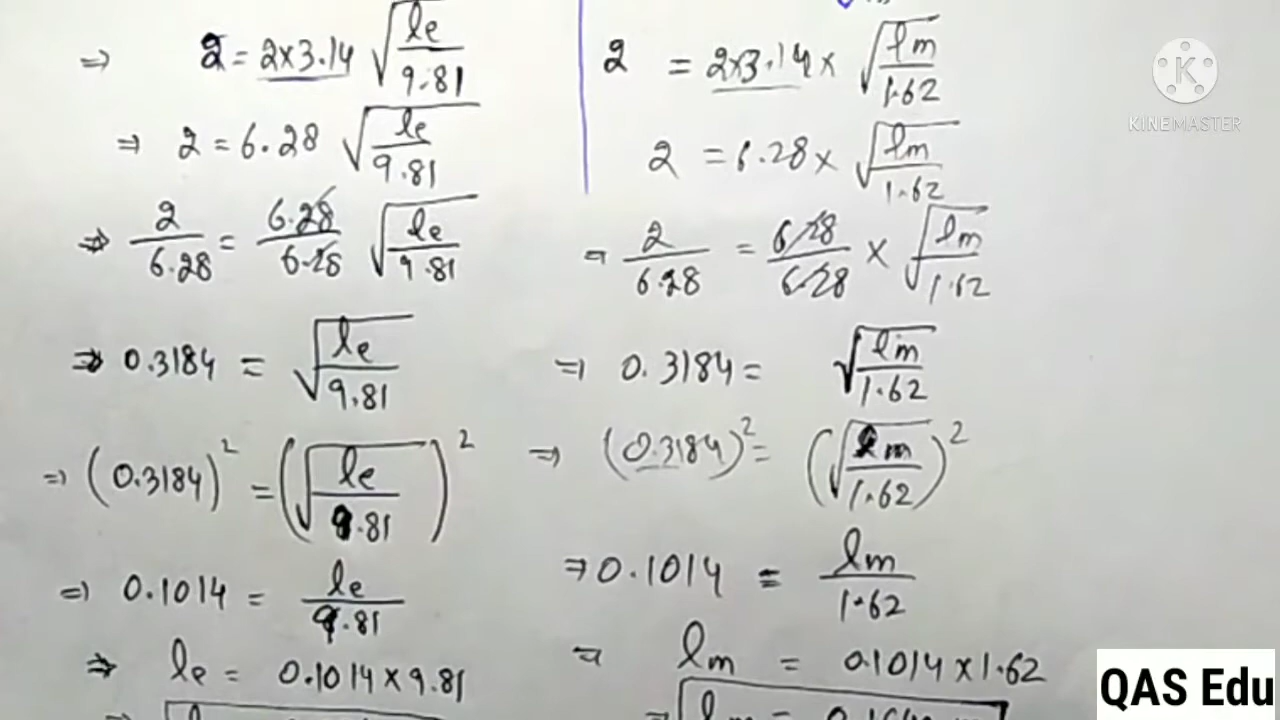 ⇒ 2 = 2×3.14 √(le/9.81)
⇒ 2 = 6.28 √(le/9.81)
⇒ 2/6.28 = 6.28/6.28 √(le/9.81)
⇒ 0.3184 = √(le/9.81)
⇒ (0.3184)² = (√(le/9.81))²
⇒ 0.1014 = le/9.81
⇒ le = 0.1014×9.81
2 = 2×3.14× √(lm/1.62)
2 = 6.28× √(lm/1.62)
⇒ 2/6.28 = 6.28/6.28 × √(lm/1.62)
⇒ 0.3184 = √(lm/1.62)
⇒ (0.3184)² = (√(lm/1.62))²
⇒ 0.1014 = lm/1.62
⇒ lm = 0.1014×1.62
K
KINEMASTER
QAS Edu